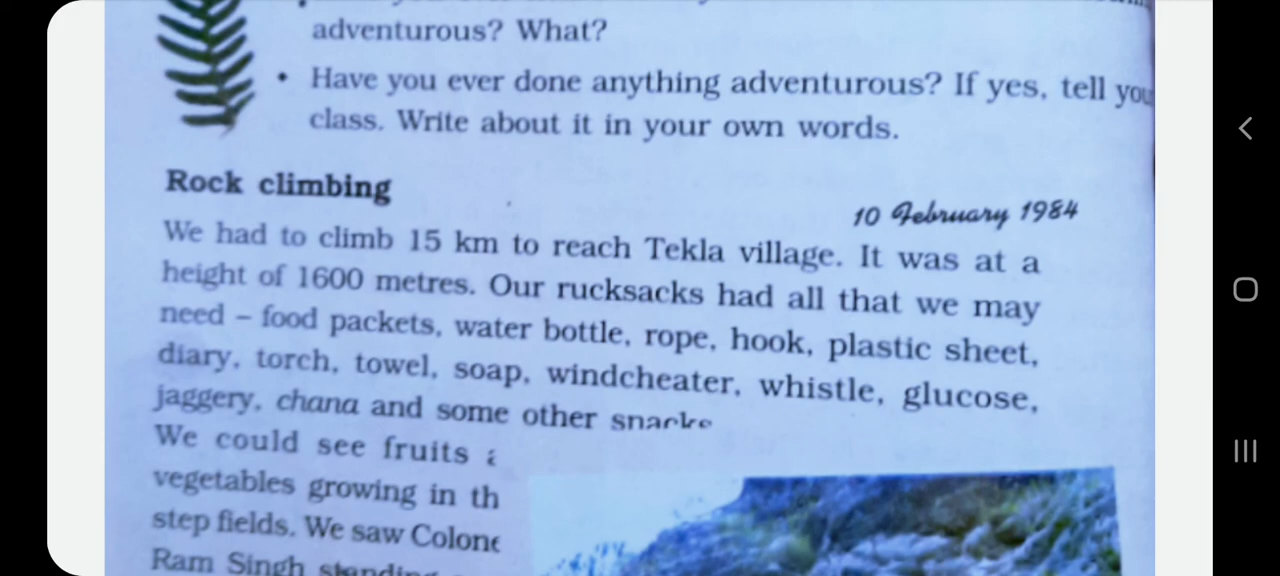 adventurous? What?
• Have you ever done anything adventurous? If yes, tell you
class. Write about it in your own words.
Rock climbing
10 February 1984
We had to climb 15 km to reach Tekla village. It was at a
height of 1600 metres. Our rucksacks had all that we may
need – food packets, water bottle, rope, hook, plastic sheet,
diary, torch, towel, soap, windcheater, whistle, glucose,
jaggery, chana and some other snacks
We could see fruits a
vegetables growing in th
step fields. We saw Colone
Ram Singh standing